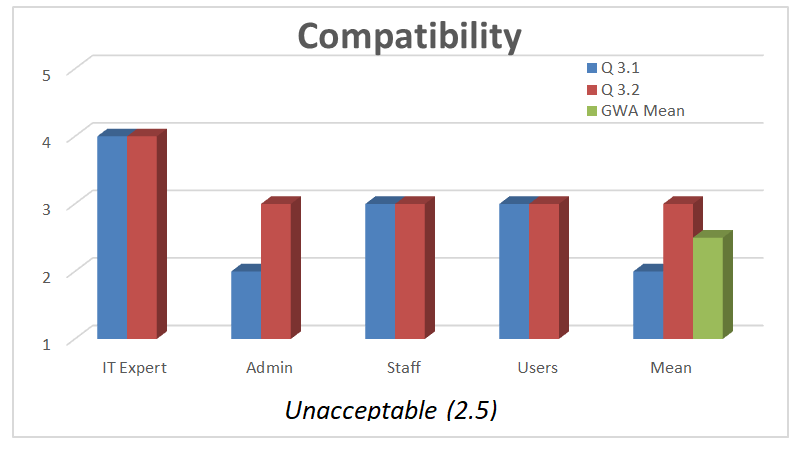 Compatibility
Q 3.1
Q 3.2
GWA Mean
5
4
3
2
1
IT Expert Admin Staff Users Mean
Unacceptable (2.5)